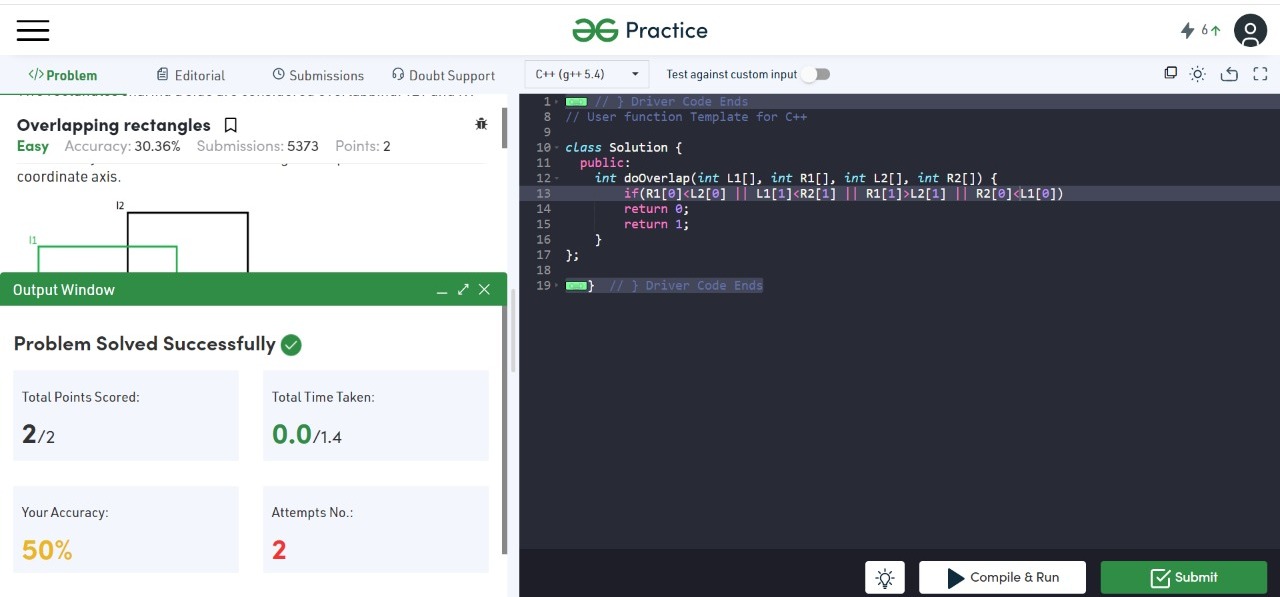 Practice
6
Problem
Editorial
Submissions
Doubt Support
C++ (g++ 5.4)
Test against custom input
Overlapping rectangles
Easy Accuracy: 30.36% Submissions: 5373 Points: 2
coordinate axis.
l2
l1
Output Window
Problem Solved Successfully
Total Points Scored:
2/2
Total Time Taken:
0.0/1.4
Your Accuracy:
50%
Attempts No.:
2
1 // } Driver Code Ends
8 // User function Template for C++
9
10 class Solution {
11 public:
12 int doOverlap(int L1[], int R1[], int L2[], int R2[]) {
13 if(R1[0]<L2[0] || L1[1]<R2[1] || R1[1]>L2[1] || R2[0]<L1[0])
14 return 0;
15 return 1;
16 }
17 };
18
19 } // } Driver Code Ends
Compile & Run
Submit